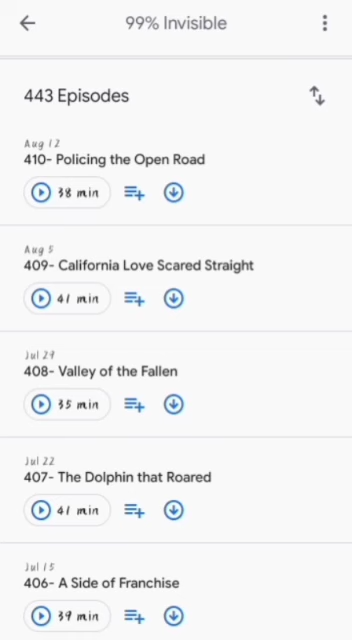 99% Invisible
443 Episodes
Aug 12
410- Policing the Open Road
38 min
Aug 5
409- California Love Scared Straight
41 min
Jul 29
408- Valley of the Fallen
35 min
Jul 22
407- The Dolphin that Roared
41 min
Jul 15
406- A Side of Franchise
39 min